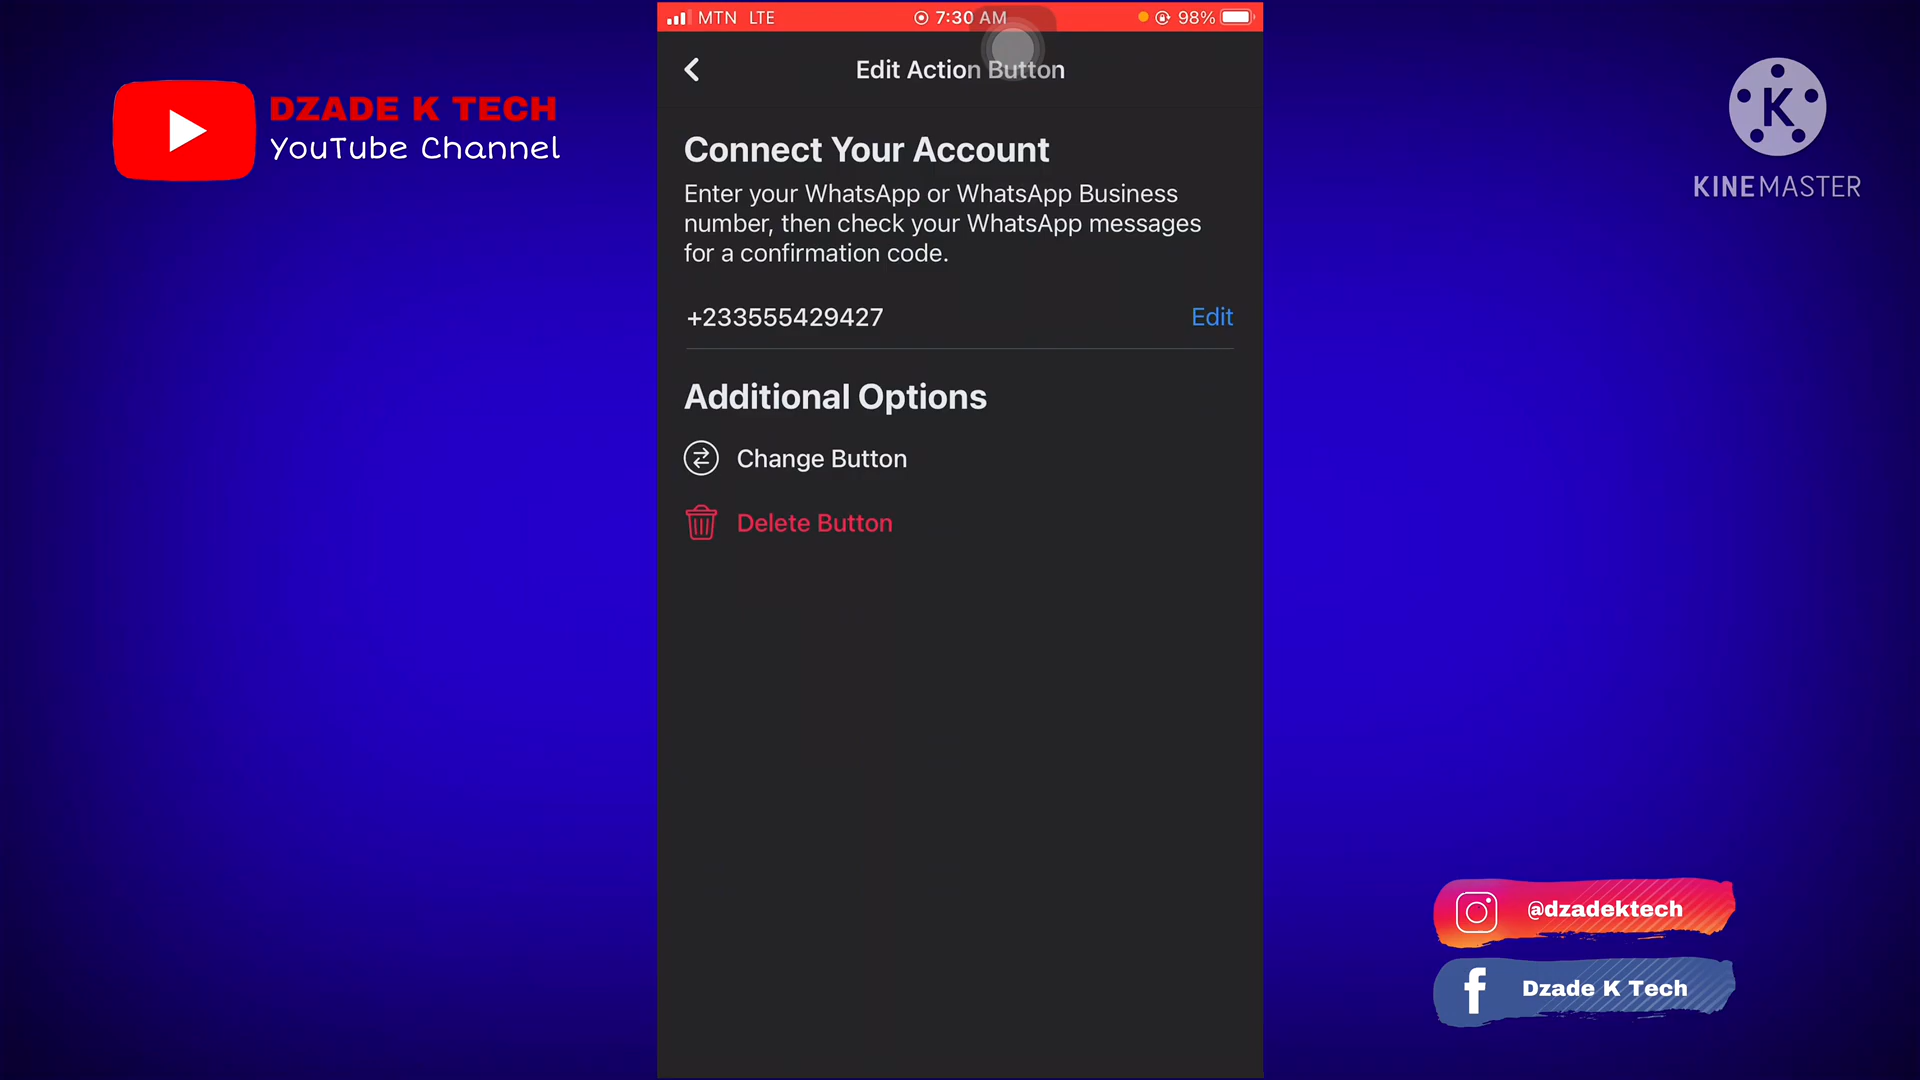 MTN LTE 7:30 AM 98%
DZADE K TECH
YouTube Channel
K
KINEMASTER
Edit Action Button
Connect Your Account
Enter your WhatsApp or WhatsApp Business
number, then check your WhatsApp messages
for a confirmation code.
+233555429427 Edit
Additional Options
Change Button
Delete Button
@dzadektech
f Dzade K Tech